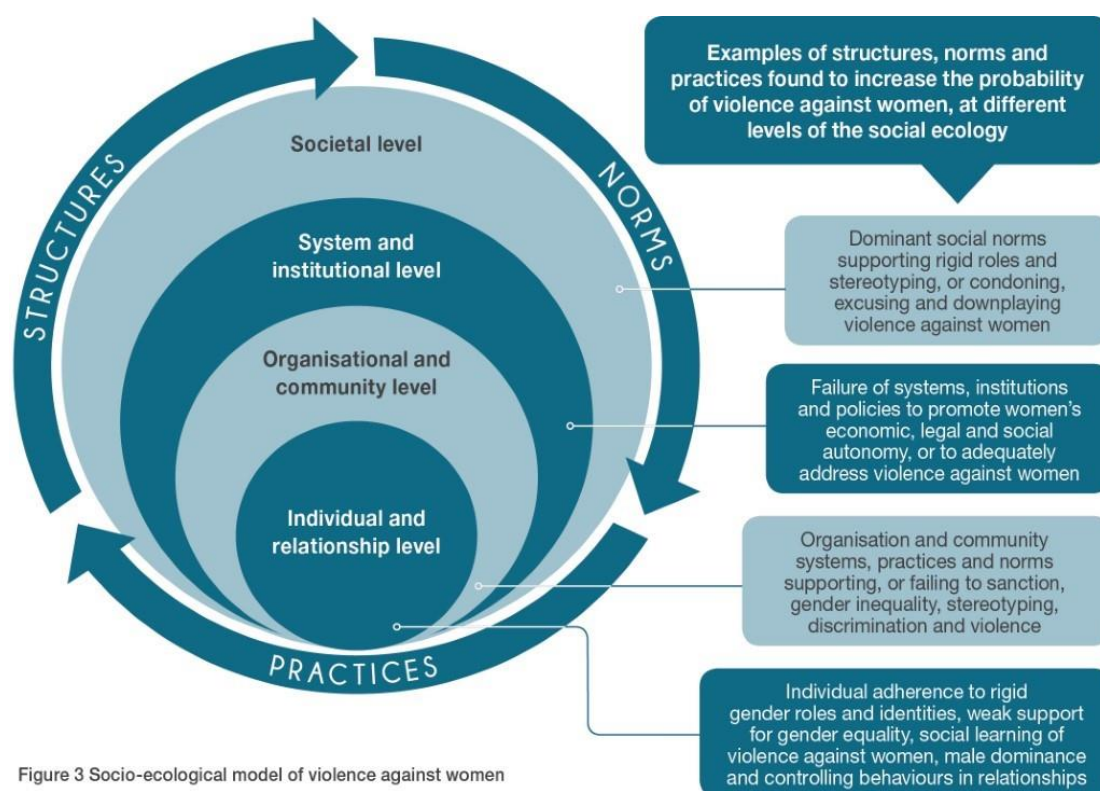 Examples of structures, norms and
practices found to increase the probability
of violence against women, at different
levels of the social ecology
STRUCTURES
NORMS
PRACTICES
Societal level
System and
institutional level
Organisational and
community level
Individual and
relationship level
Dominant social norms
supporting rigid roles and
stereotyping, or condoning,
excusing and downplaying
violence against women
Failure of systems, institutions
and policies to promote women’s
economic, legal and social
autonomy, or to adequately
address violence against women
Organisation and community
systems, practices and norms
supporting, or failing to sanction,
gender inequality, stereotyping,
discrimination and violence
Individual adherence to rigid
gender roles and identities, weak support
for gender equality, social learning of
violence against women, male dominance
and controlling behaviours in relationships
Figure 3 Socio-ecological model of violence against women